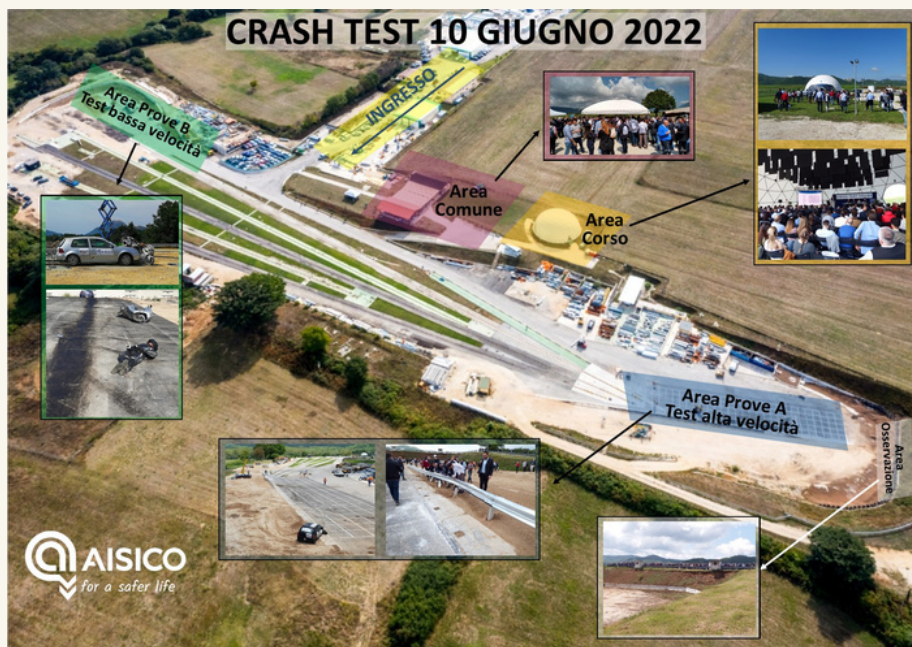 CRASH TEST 10 GIUGNO 2022
INGRESSO
Area Prove B
Test bassa velocità
Area
Comune
Area
Corso
Area Prove A
Test alta velocità
Area
Osservazione
AISICO
for a safer life